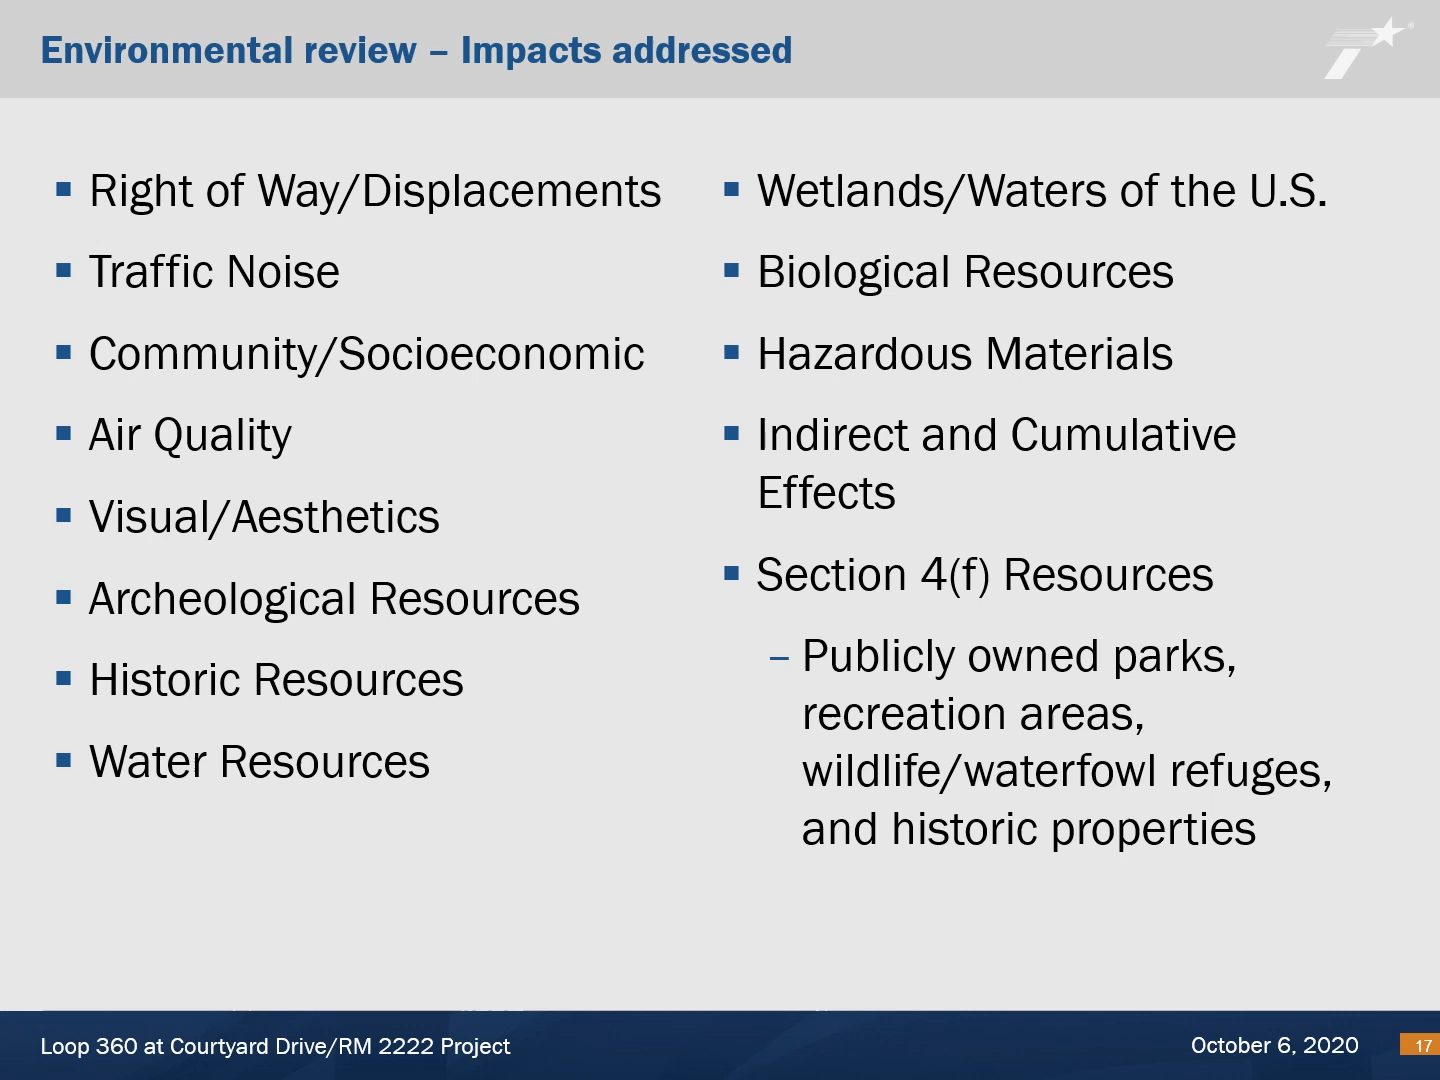 Environmental review – Impacts addressed
Right of Way/Displacements
Traffic Noise
Community/Socioeconomic
Air Quality
Visual/Aesthetics
Archeological Resources
Historic Resources
Water Resources
Wetlands/Waters of the U.S.
Biological Resources
Hazardous Materials
Indirect and Cumulative
Effects
Section 4(f) Resources
– Publicly owned parks,
recreation areas,
wildlife/waterfowl refuges,
and historic properties
Loop 360 at Courtyard Drive/RM 2222 Project
October 6, 2020
17